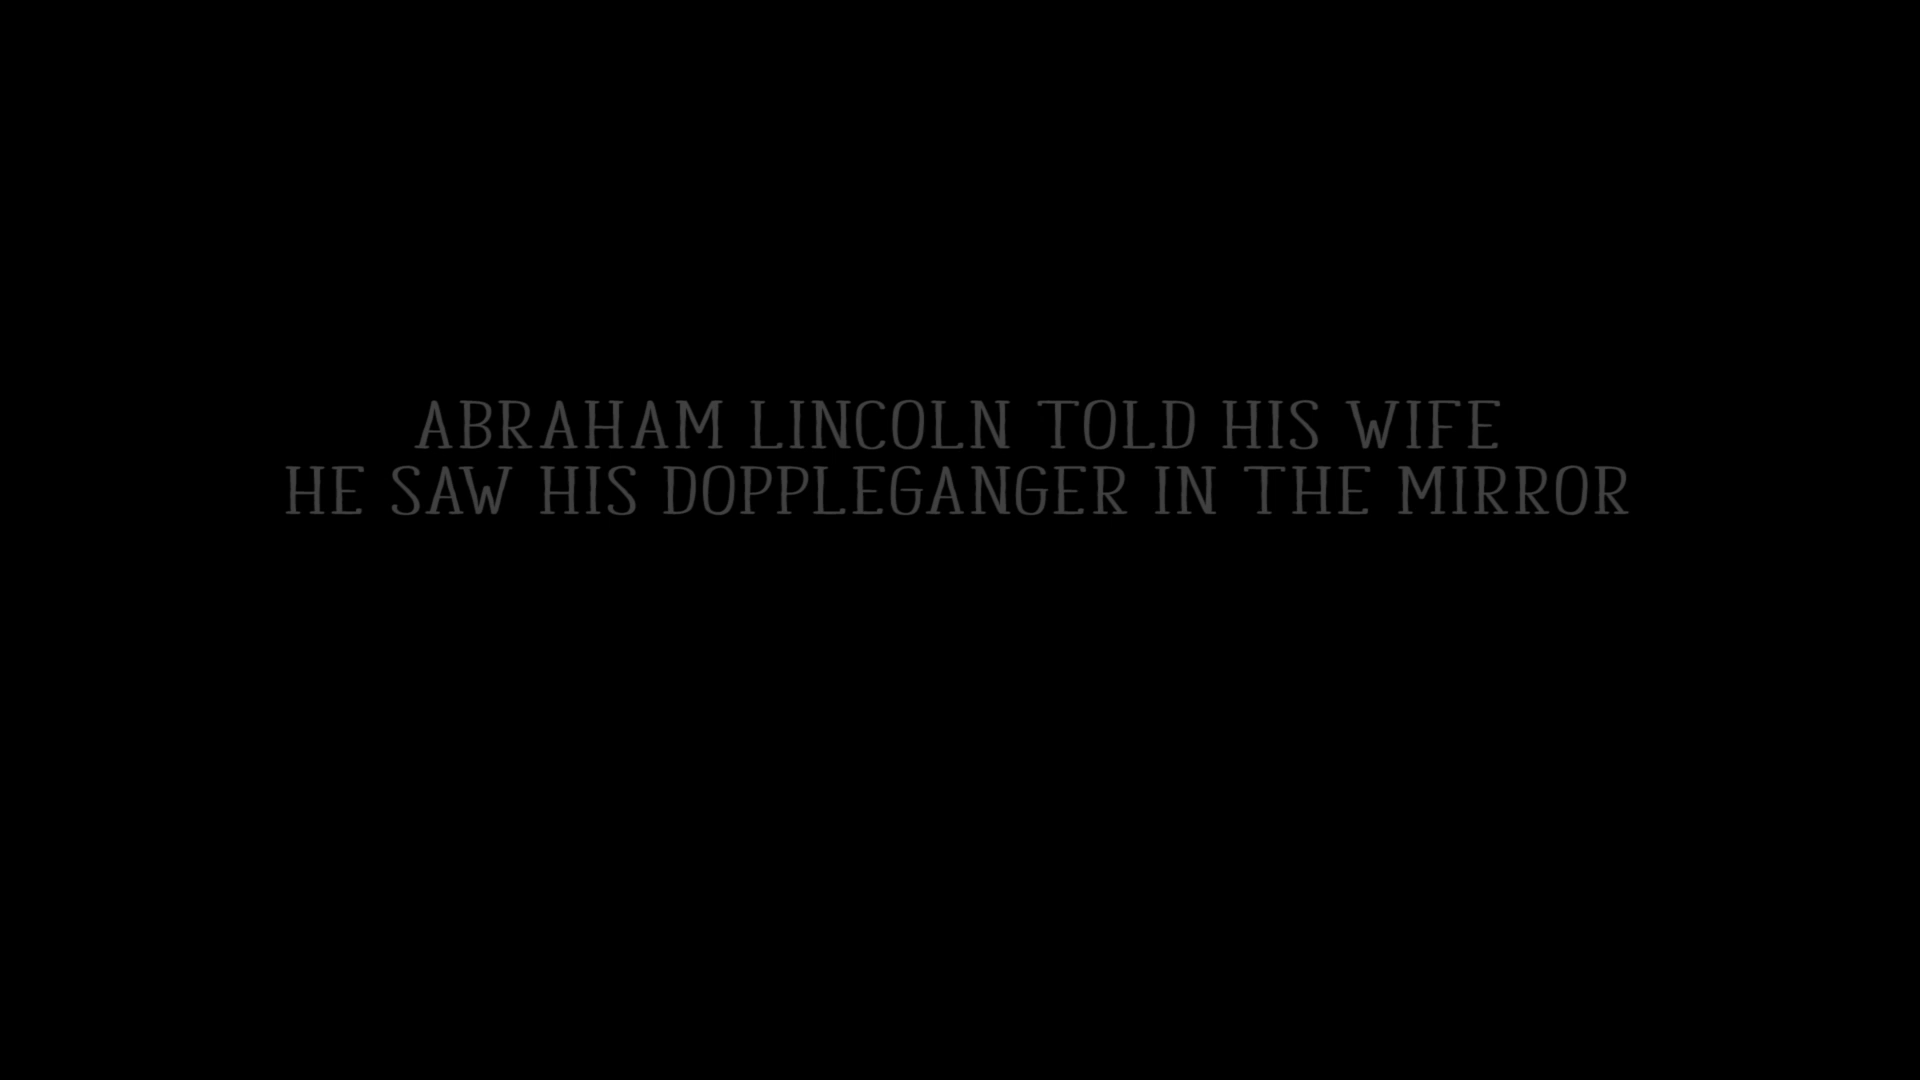 ABRAHAM LINCOLN TOLD HIS WIFE
HE SAW HIS DOPPLEGANGER IN THE MIRROR